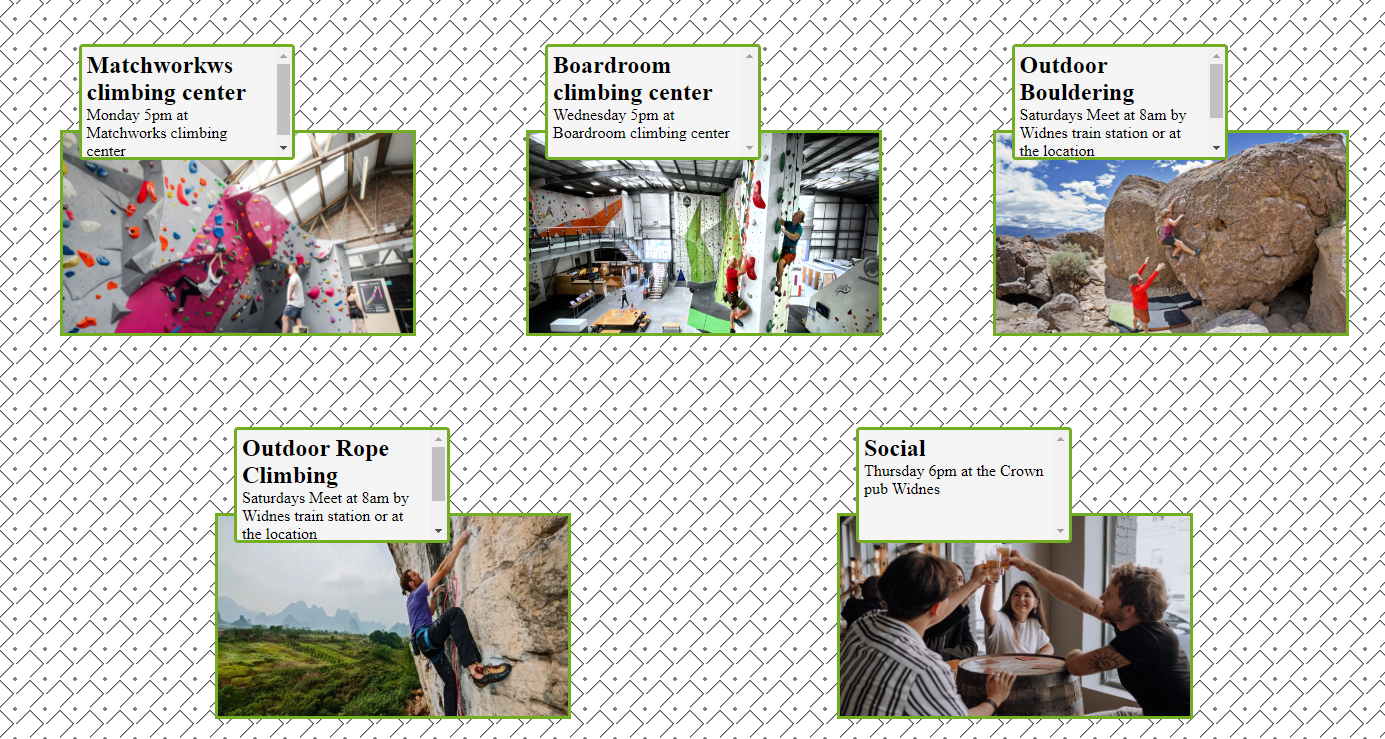 Matchworkws
climbing center
Monday 5pm at
Matchworks climbing
center
Boardroom
climbing center
Wednesday 5pm at
Boardroom climbing center
Outdoor
Bouldering
Saturdays Meet at 8am by
Widnes train station or at
the location
Outdoor Rope
Climbing
Saturdays Meet at 8am by
Widnes train station or at
the location
Social
Thursday 6pm at the Crown
pub Widnes